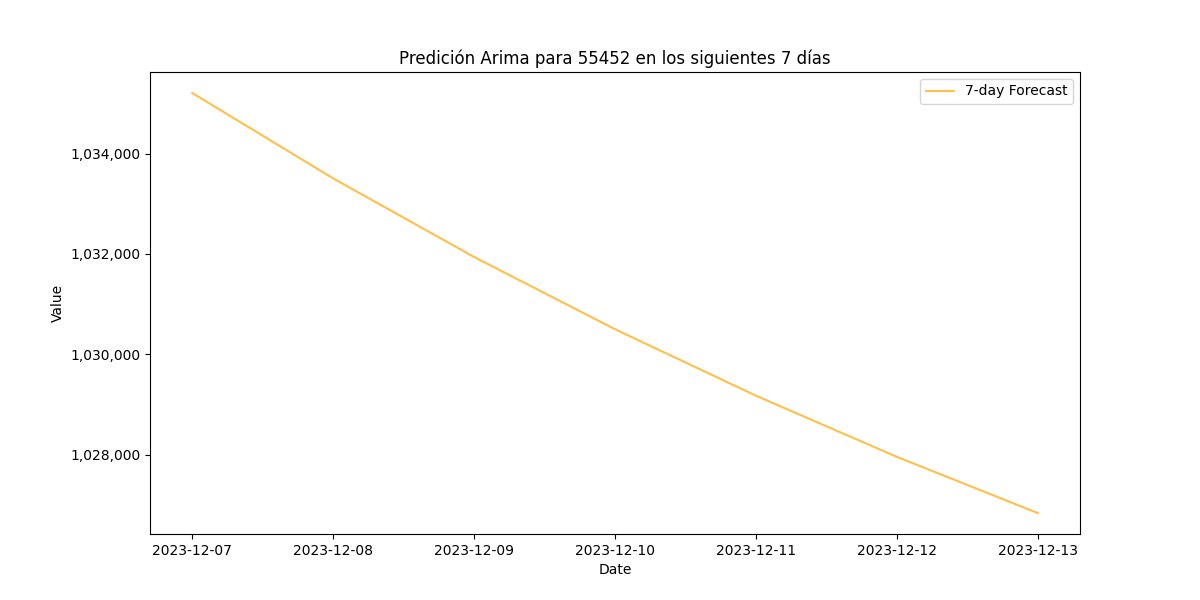 Predición Arima para 55452 en los siguientes 7 días
7-day Forecast
1,034,000
1,032,000
1,030,000
1,028,000
Value
2023-12-07 2023-12-08 2023-12-09 2023-12-10 2023-12-11 2023-12-12 2023-12-13
Date